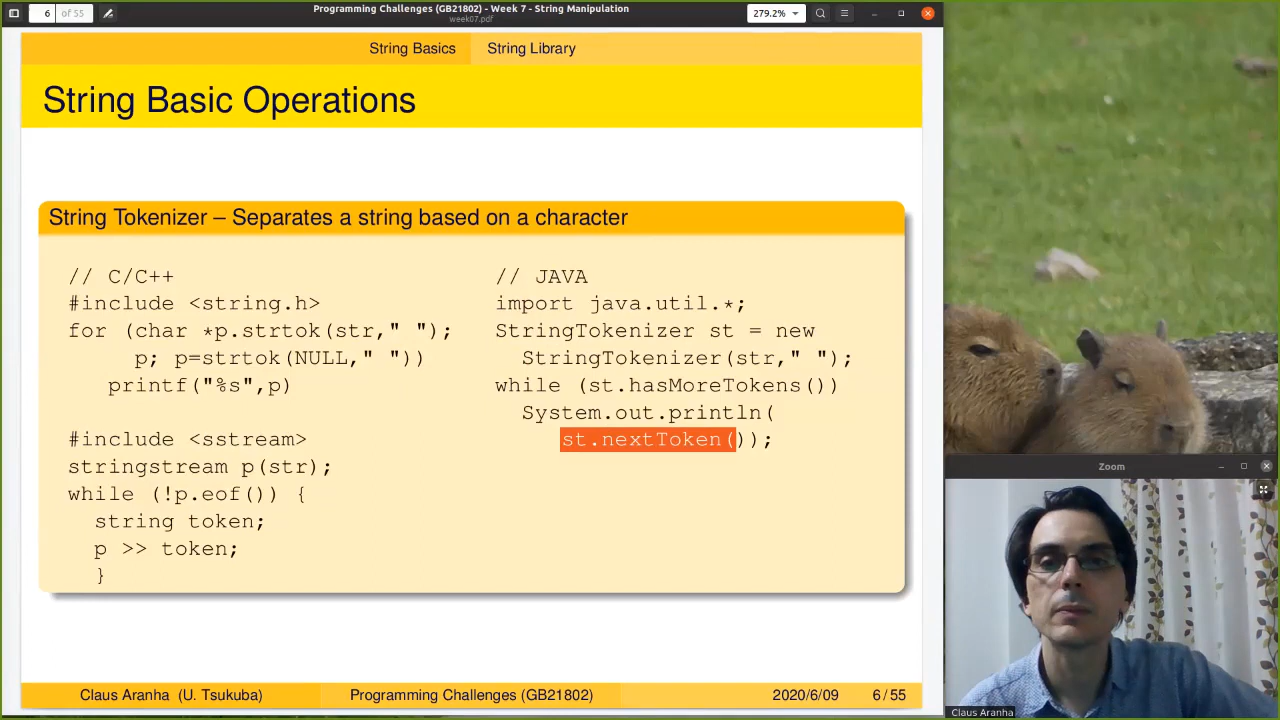 Programming Challenges (GB21802) - Week 7 - String Manipulation
week07.pdf
6 of 55
279.2%
String Basics String Library
String Basic Operations
String Tokenizer – Separates a string based on a character
// C/C++
#include <string.h>
for (char *p.strtok(str," ");
p; p=strtok(NULL," "))
printf("%s",p)
#include <sstream>
stringstream p(str);
while (!p.eof()) {
string token;
p >> token;
}
// JAVA
import java.util.*;
StringTokenizer st = new
StringTokenizer(str," ");
while (st.hasMoreTokens())
System.out.println(
st.nextToken());
Claus Aranha (U. Tsukuba) Programming Challenges (GB21802) 2020/6/09 6 / 55
Zoom
Claus Aranha